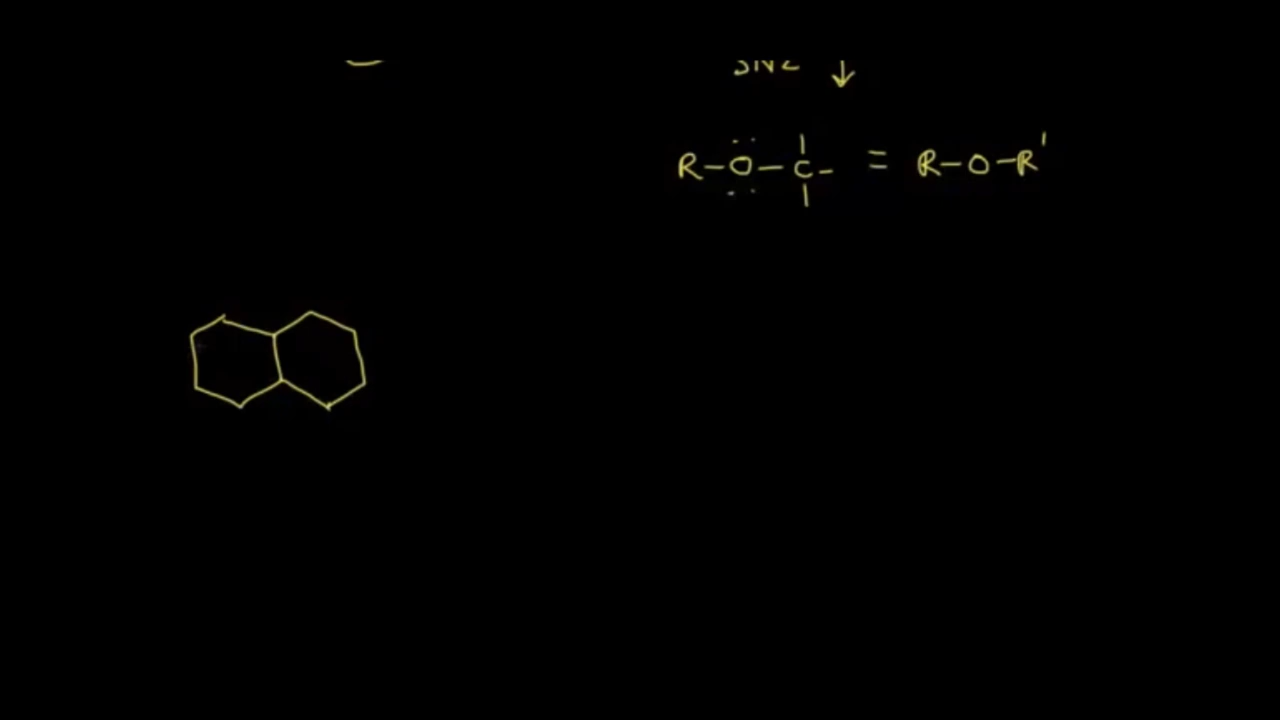 SN2 ↓
R-O-C- = R-O-R'